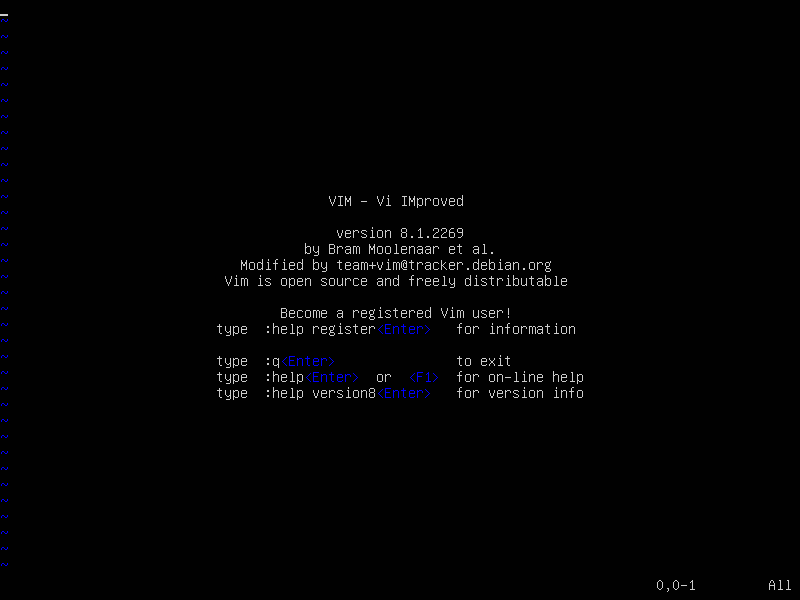 ~
~
~
~
~
~
~
~
~
~
~
~ VIM - Vi IMproved
~
~ version 8.1.2269
~ by Bram Moolenaar et al.
~ Modified by team+vim@tracker.debian.org
~ Vim is open source and freely distributable
~
~ Become a registered Vim user!
~ type :help register<Enter> for information
~
~ type :q<Enter> to exit
~ type :help<Enter> or <F1> for on-line help
~ type :help version8<Enter> for version info
~
~
~
~
~
~
~
~
~
~
~
0,0-1 All